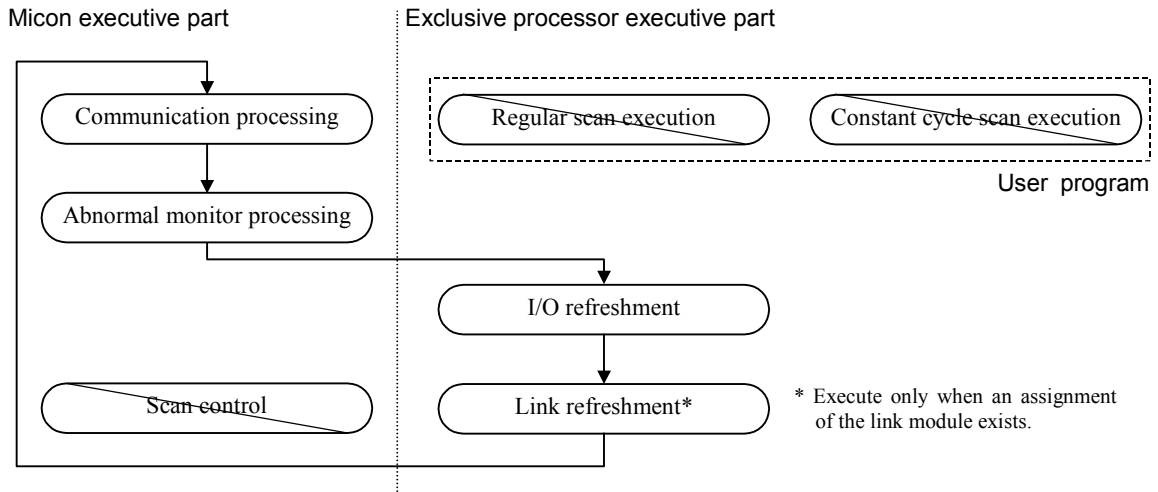 Micon executive part
Exclusive processor executive part
Communication processing
Regular scan execution
Constant cycle scan execution
User program
Abnormal monitor processing
I/O refreshment
Scan control
Link refreshment*
* Execute only when an assignment
of the link module exists.